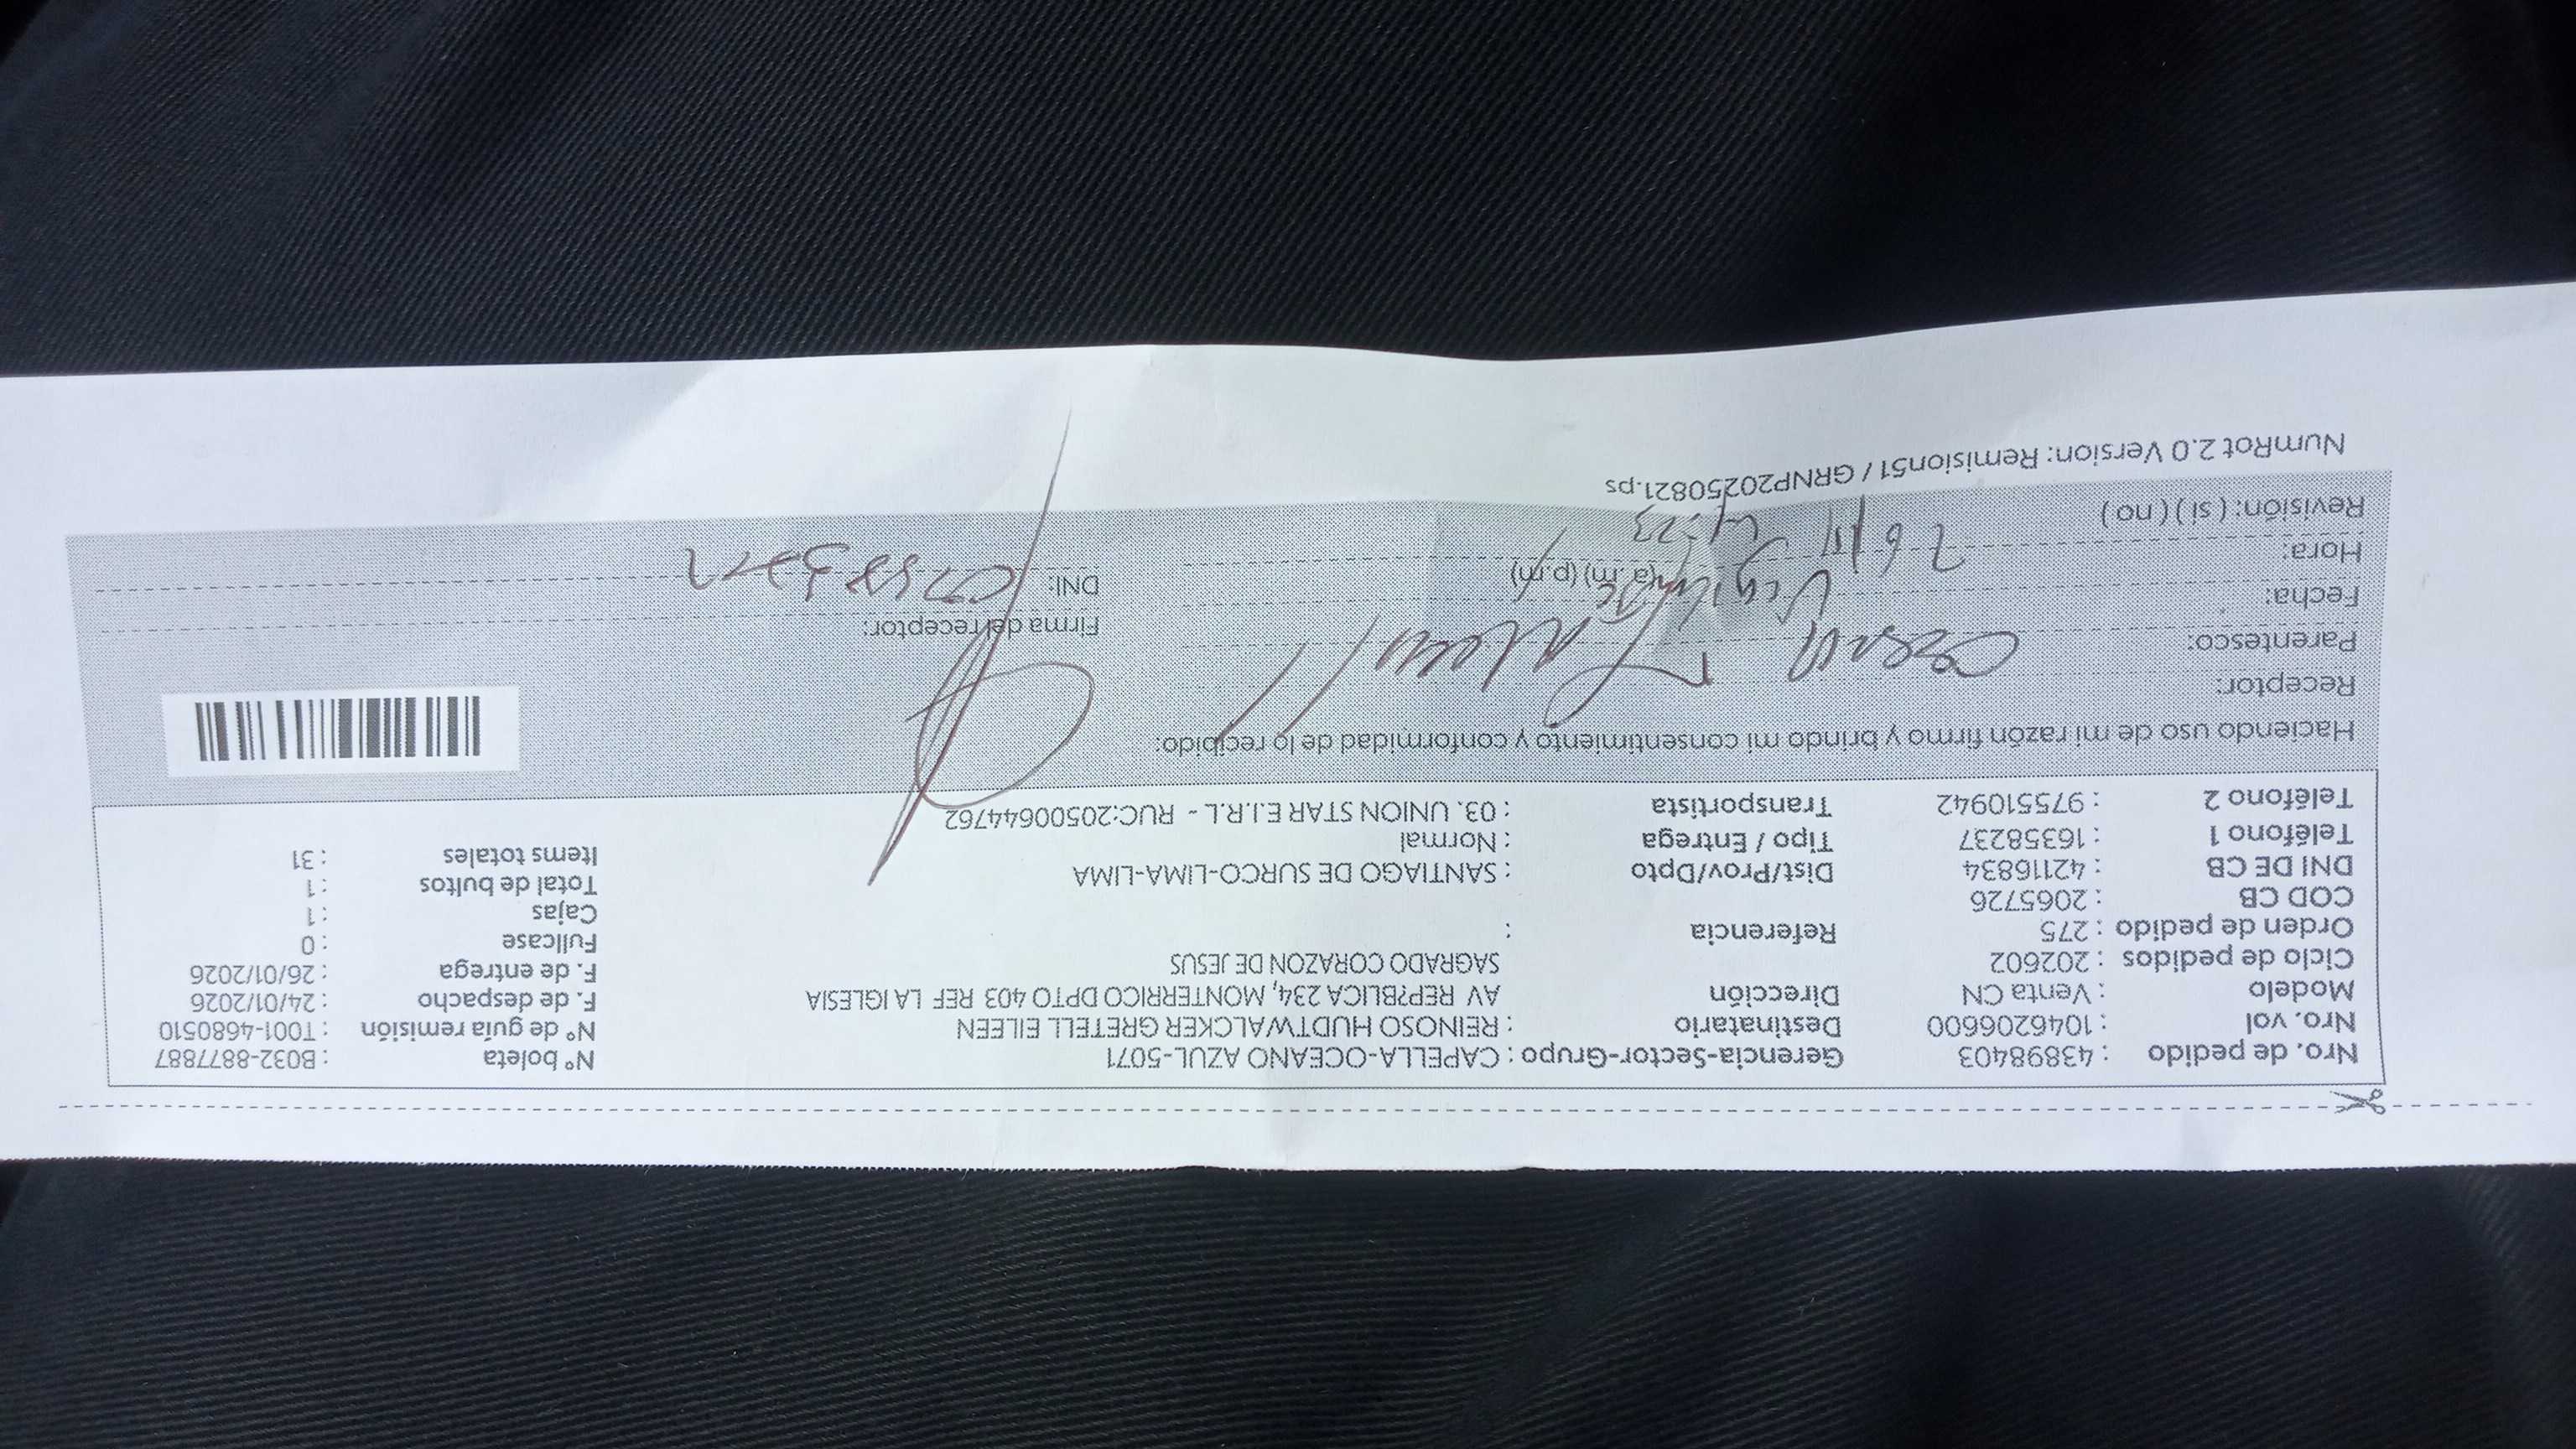 Nro. de pedido : 43898403 Gerencia-Sector-Grupo : CAPELLA-OCEANO AZUL-5071 N° boleta : B032-8877887
Nro. vol : 1046206600 Destinatario : REINOSO HUDTWALCKER GRETELL EILEEN N° de guía remisión : T001-4680510
Modelo : Venta CN Dirección AV REP?BLICA 234, MONTERRICO DPTO 403 REF LA IGLESIA F. de despacho : 24/01/2026
Ciclo de pedidos : 202602 SAGRADO CORAZON DE JESUS F. de entrega : 26/01/2026
Orden de pedido : 275 Referencia : Fullcase : 0
COD CB : 2065726 Cajas : 1
DNI DE CB : 42116834 Dist/Prov/Dpto : SANTIAGO DE SURCO-LIMA-LIMA Total de bultos : 1
Teléfono 1 : 16358237 Tipo / Entrega : Normal Items totales : 31
Teléfono 2 : 975510942 Transportista : 03. UNION STAR E.I.R.L - RUC:20500644762
Haciendo uso de mi razón firmo y brindo mi consentimiento y conformidad de lo recibido:
Receptor:
Parentesco: Firma del receptor:
Fecha: Vigilante (a.m) (p.m) DNI:
Hora: 26/1 4:23
Revisión: ( si ) ( no )
NumRot 2.0 Version: Remision51 / GRNP20250821.ps